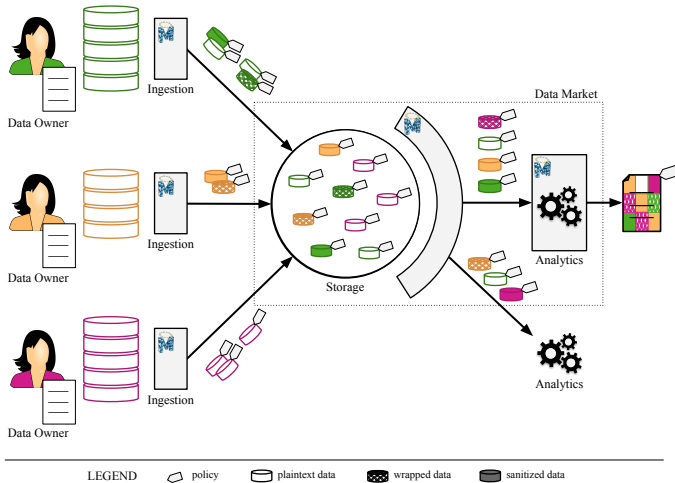 Data Market
Ingestion
Data Owner
Ingestion
Data Owner
Storage
Analytics
Ingestion
Data Owner
Analytics
LEGEND
policy
plaintext data
wrapped data
sanitized data
M
M
M
M
M